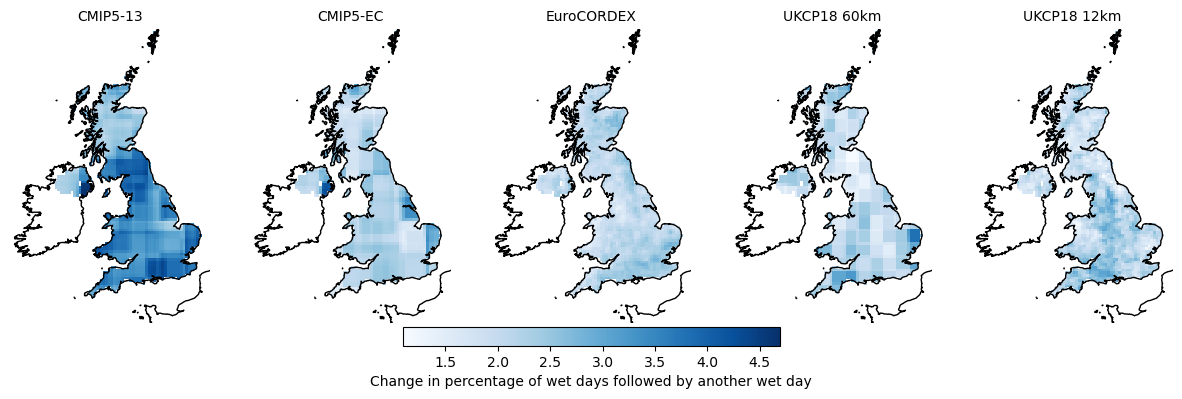 CMIP5-13
CMIP5-EC
EuroCORDEX
UKCP18 60km
UKCP18 12km
1.5
2.0
2.5
3.0
3.5
4.0
4.5
Change in percentage of wet days followed by another wet day